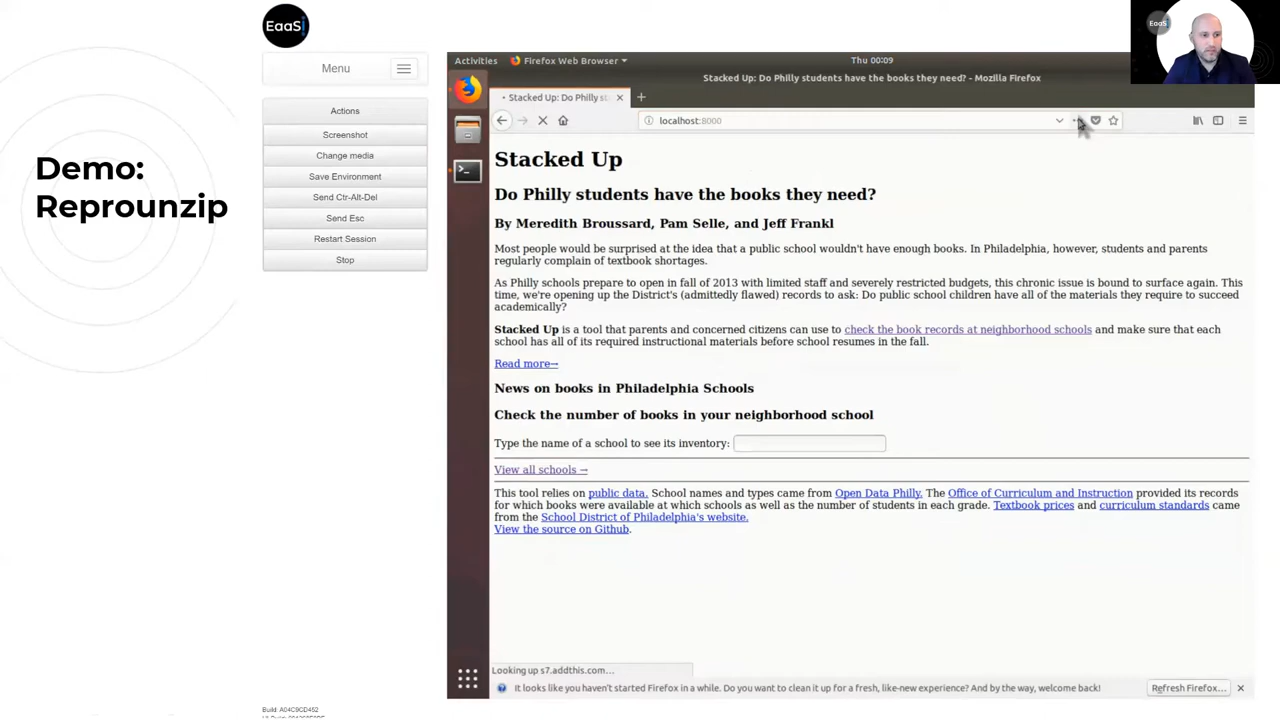 EaaSI
EaaSI
Menu
Actions
Screenshot
Change media
Save Environment
Send Ctr-Alt-Del
Send Esc
Restart Session
Stop
Demo:
Reprounzip
Activities
Firefox Web Browser
Thu 00:09
Stacked Up: Do Philly students have the books they need? - Mozilla Firefox
Stacked Up: Do Philly st
localhost:8000
Stacked Up
Do Philly students have the books they need?
By Meredith Broussard, Pam Selle, and Jeff Frankl
Most people would be surprised at the idea that a public school wouldn't have enough books. In Philadelphia, however, students and parents
regularly complain of textbook shortages.
As Philly schools prepare to open in fall of 2013 with limited staff and severely restricted budgets, this chronic issue is bound to surface again. This
time, we're opening up the District's (admittedly flawed) records to ask: Do public school children have all of the materials they require to succeed
academically?
Stacked Up is a tool that parents and concerned citizens can use to check the book records at neighborhood schools and make sure that each
school has all of its required instructional materials before school resumes in the fall.
Read more→
News on books in Philadelphia Schools
Check the number of books in your neighborhood school
Type the name of a school to see its inventory:
View all schools →
This tool relies on public data. School names and types came from Open Data Philly. The Office of Curriculum and Instruction provided its records
for which books were available at which schools as well as the number of students in each grade. Textbook prices and curriculum standards came
from the School District of Philadelphia's website.
View the source on Github.
Looking up s7.addthis.com...
It looks like you haven't started Firefox in a while. Do you want to clean it up for a fresh, like-new experience? And by the way, welcome back!
Refresh Firefox...
Build: A04C9CD452